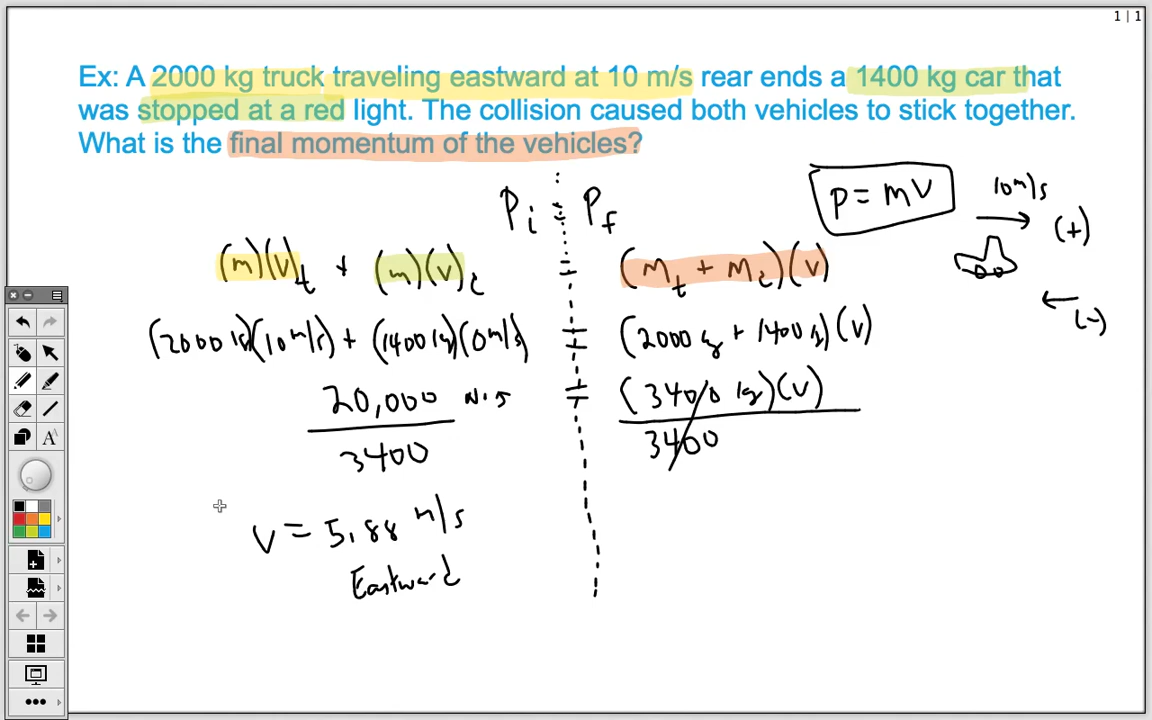 1 | 1
Ex: A 2000 kg truck traveling eastward at 10 m/s rear ends a 1400 kg car that
was stopped at a red light. The collision caused both vehicles to stick together.
What is the final momentum of the vehicles?
Pi = Pf
P = mv
10 m/s
(+)
(-)
(m)(v)t + (m)(v)c = (mt + mc)(v)
(2000 kg)(10 m/s) + (1400 kg)(0 m/s) = (2000 kg + 1400 kg)(v)
20,000 N·s = (3400 kg)(v)
3400 3400
v = 5.88 m/s
Eastward